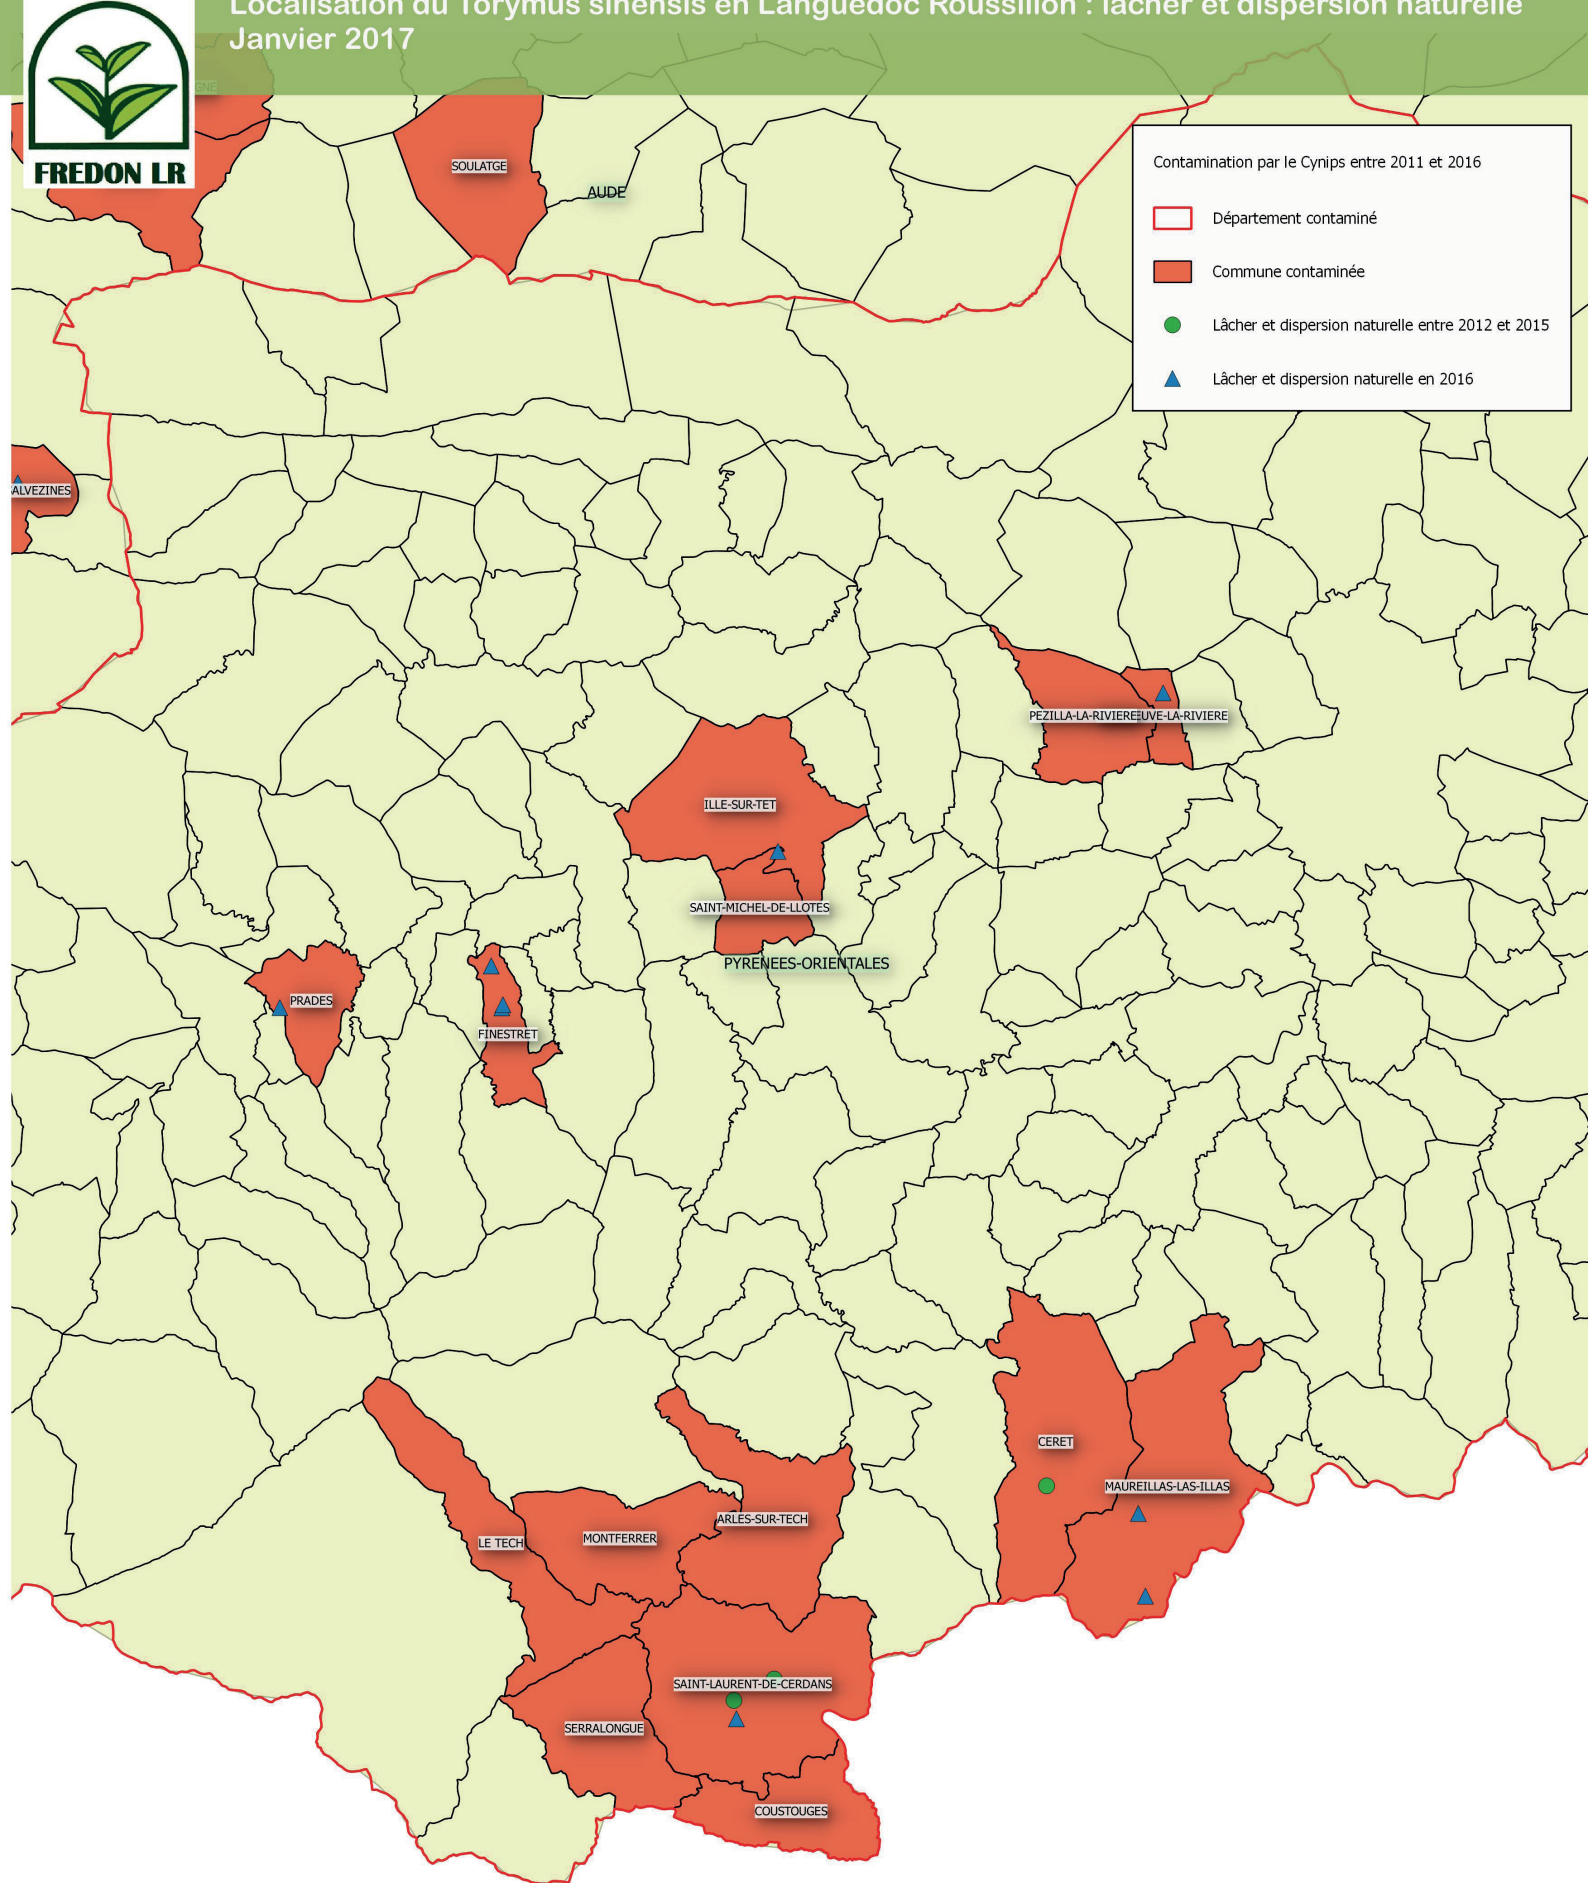 Localisation du Torymus sinensis en Languedoc Roussillon : lâcher et dispersion naturelle
Janvier 2017
FREDON LR
GNE
SOULATGE
AUDE
Contamination par le Cynips entre 2011 et 2016
Département contaminé
Commune contaminée
Lâcher et dispersion naturelle entre 2012 et 2015
Lâcher et dispersion naturelle en 2016
ALVEZINES
PEZILLA-LA-RIVIERE
EUVE-LA-RIVIERE
ILLE-SUR-TET
SAINT-MICHEL-DE-LLOTES
PYRENEES-ORIENTALES
PRADES
FINESTRET
CERET
MAUREILLAS-LAS-ILLAS
ARLES-SUR-TECH
MONTFERRER
LE TECH
SAINT-LAURENT-DE-CERDANS
SERRALONGUE
COUSTOUGES